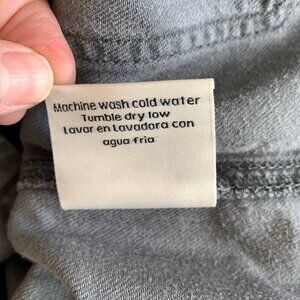 Machine wash cold water
Tumble dry low
Lavar en Lavadora con
agua fria